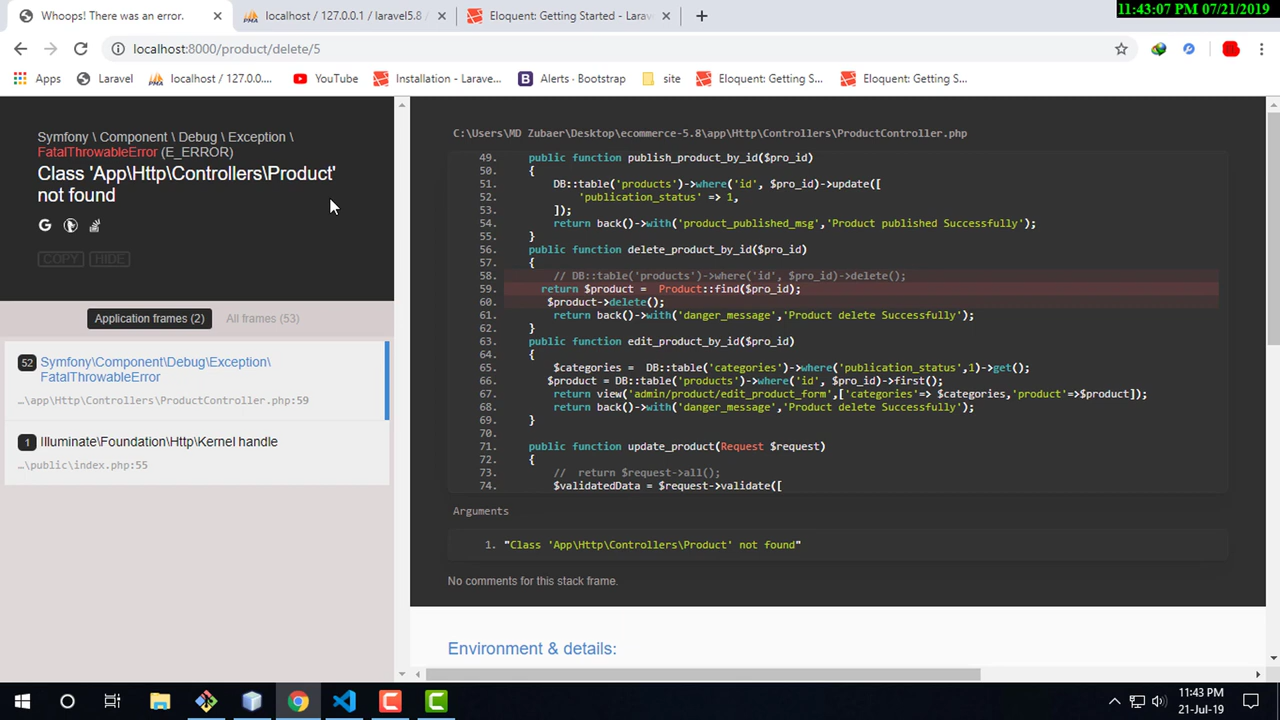 11:43:07 PM 07/21/2019
Whoops! There was an error.
localhost / 127.0.0.1 / laravel5.8
Eloquent: Getting Started - Larav
localhost:8000/product/delete/5
Apps
Laravel
localhost / 127.0.0....
YouTube
Installation - Larave...
Alerts · Bootstrap
site
Eloquent: Getting S...
Eloquent: Getting S...
Symfony \ Component \ Debug \ Exception \
FatalThrowableError (E_ERROR)
Class 'App\Http\Controllers\Product'
not found
COPY HIDE
Application frames (2) All frames (53)
52 Symfony\Component\Debug\Exception\
FatalThrowableError
…\app\Http\Controllers\ProductController.php:59
1 Illuminate\Foundation\Http\Kernel handle
…\public\index.php:55
C:\Users\MD Zubaer\Desktop\ecommerce-5.8\app\Http\Controllers\ProductController.php
49. public function publish_product_by_id($pro_id)
50. {
51. DB::table('products')->where('id', $pro_id)->update([
52. 'publication_status' => 1,
53. ]);
54. return back()->with('product_published_msg','Product published Successfully');
55. }
56. public function delete_product_by_id($pro_id)
57. {
58. // DB::table('products')->where('id', $pro_id)->delete();
59. return $product = Product::find($pro_id);
60. $product->delete();
61. return back()->with('danger_message','Product delete Successfully');
62. }
63. public function edit_product_by_id($pro_id)
64. {
65. $categories = DB::table('categories')->where('publication_status',1)->get();
66. $product = DB::table('products')->where('id', $pro_id)->first();
67. return view('admin/product/edit_product_form',['categories'=> $categories,'product'=>$product]);
68. return back()->with('danger_message','Product delete Successfully');
69. }
70.
71. public function update_product(Request $request)
72. {
73. // return $request->all();
74. $validatedData = $request->validate([
Arguments
1. "Class 'App\Http\Controllers\Product' not found"
No comments for this stack frame.
Environment & details:
11:43 PM
21-Jul-19